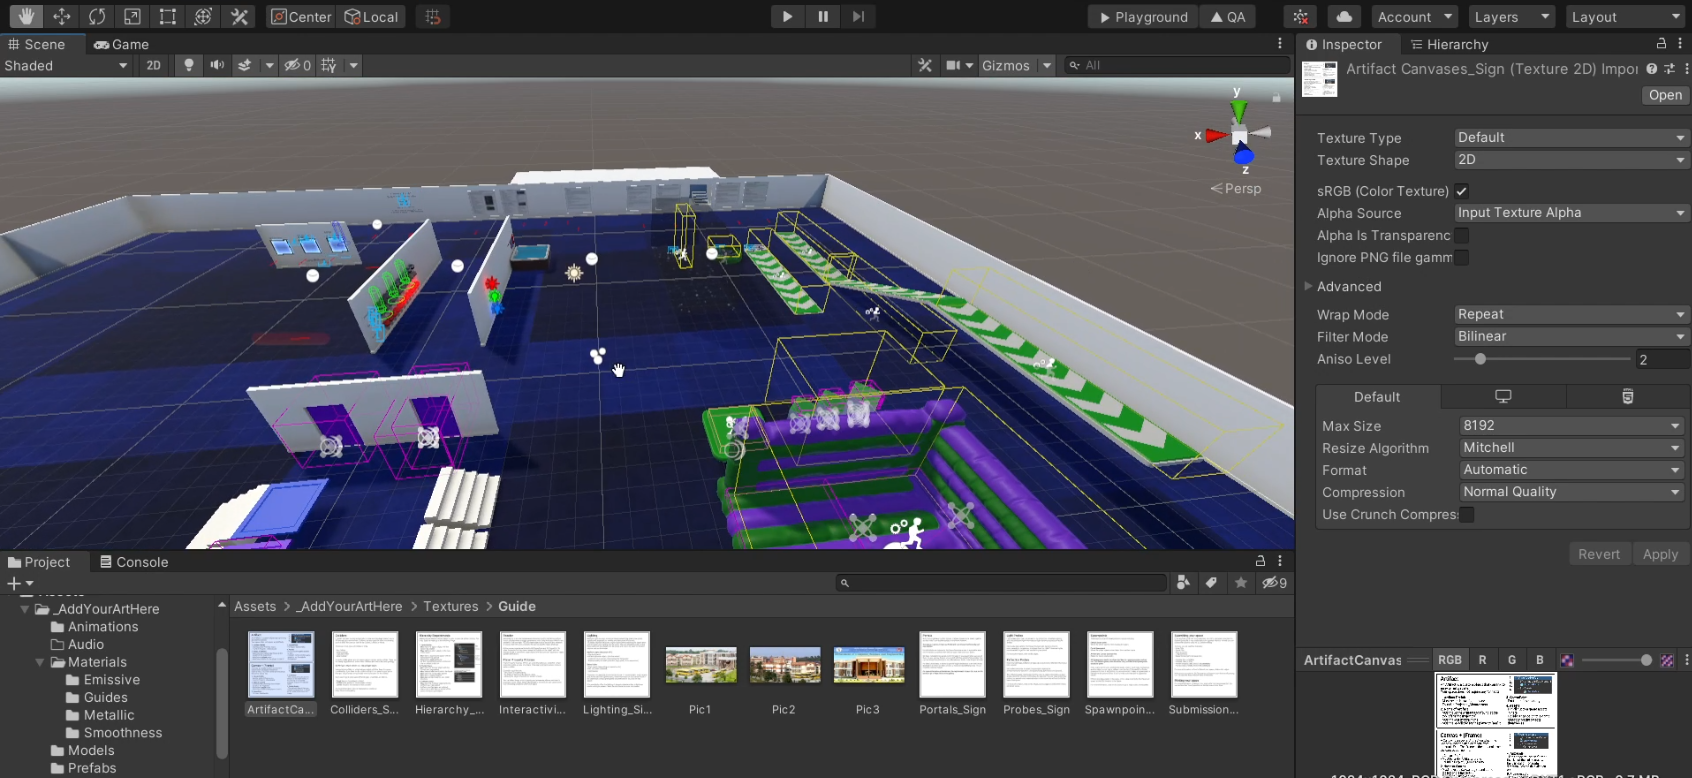 Center
Local
Playground
QA
Account
Layers
Layout
Scene
Game
Inspector
Hierarchy
Shaded
2D
0
Gizmos
All
Artifact Canvases_Sign (Texture 2D) Impor
Open
y
x
z
Persp
Texture Type
Default
Texture Shape
2D
sRGB (Color Texture)
Alpha Source
Input Texture Alpha
Alpha Is Transparenc
Ignore PNG file gamm
Advanced
Wrap Mode
Repeat
Filter Mode
Bilinear
Aniso Level
2
Default
Max Size
8192
Resize Algorithm
Mitchell
Format
Automatic
Compression
Normal Quality
Use Crunch Compres
Revert
Apply
Project
Console
9
Assets
_AddYourArtHere
Animations
Audio
Materials
Emissive
Guides
Metallic
Smoothness
Models
Prefabs
Assets > _AddYourArtHere > Textures > Guide
ArtifactCa...
Colliders_S...
Hierarchy_...
Interactivi...
Lighting_Si...
Pic1
Pic2
Pic3
Portals_Sign
Probes_Sign
Spawnpoin...
Submission...
ArtifactCanvas
RGB
R
G
B
Artifact